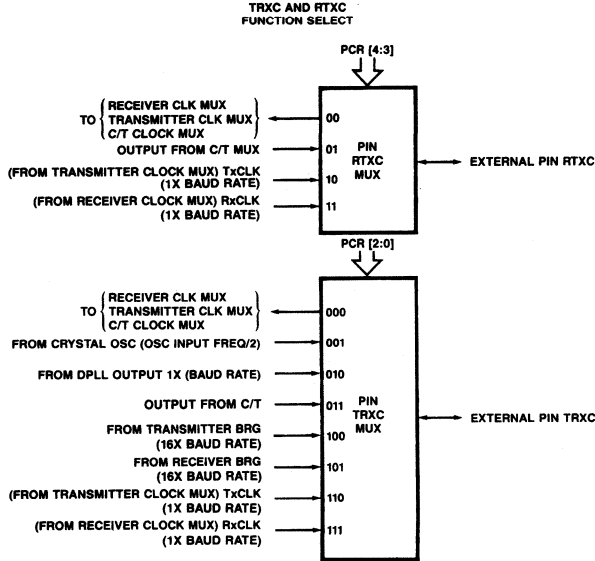 TRXC AND RTXC
FUNCTION SELECT
PCR [4:3]
RECEIVER CLK MUX
TO TRANSMITTER CLK MUX
C/T CLOCK MUX
00
OUTPUT FROM C/T MUX
01
(FROM TRANSMITTER CLOCK MUX) TxCLK
(1X BAUD RATE)
10
(FROM RECEIVER CLOCK MUX) RxCLK
(1X BAUD RATE)
11
PIN
RTXC
MUX
EXTERNAL PIN RTXC
PCR [2:0]
RECEIVER CLK MUX
TO TRANSMITTER CLK MUX
C/T CLOCK MUX
000
FROM CRYSTAL OSC (OSC INPUT FREQ/2)
001
FROM DPLL OUTPUT 1X (BAUD RATE)
010
OUTPUT FROM C/T
011
FROM TRANSMITTER BRG
(16X BAUD RATE)
100
FROM RECEIVER BRG
(16X BAUD RATE)
101
(FROM TRANSMITTER CLOCK MUX) TxCLK
(1X BAUD RATE)
110
(FROM RECEIVER CLOCK MUX) RxCLK
(1X BAUD RATE)
111
PIN
TRXC
MUX
EXTERNAL PIN TRXC